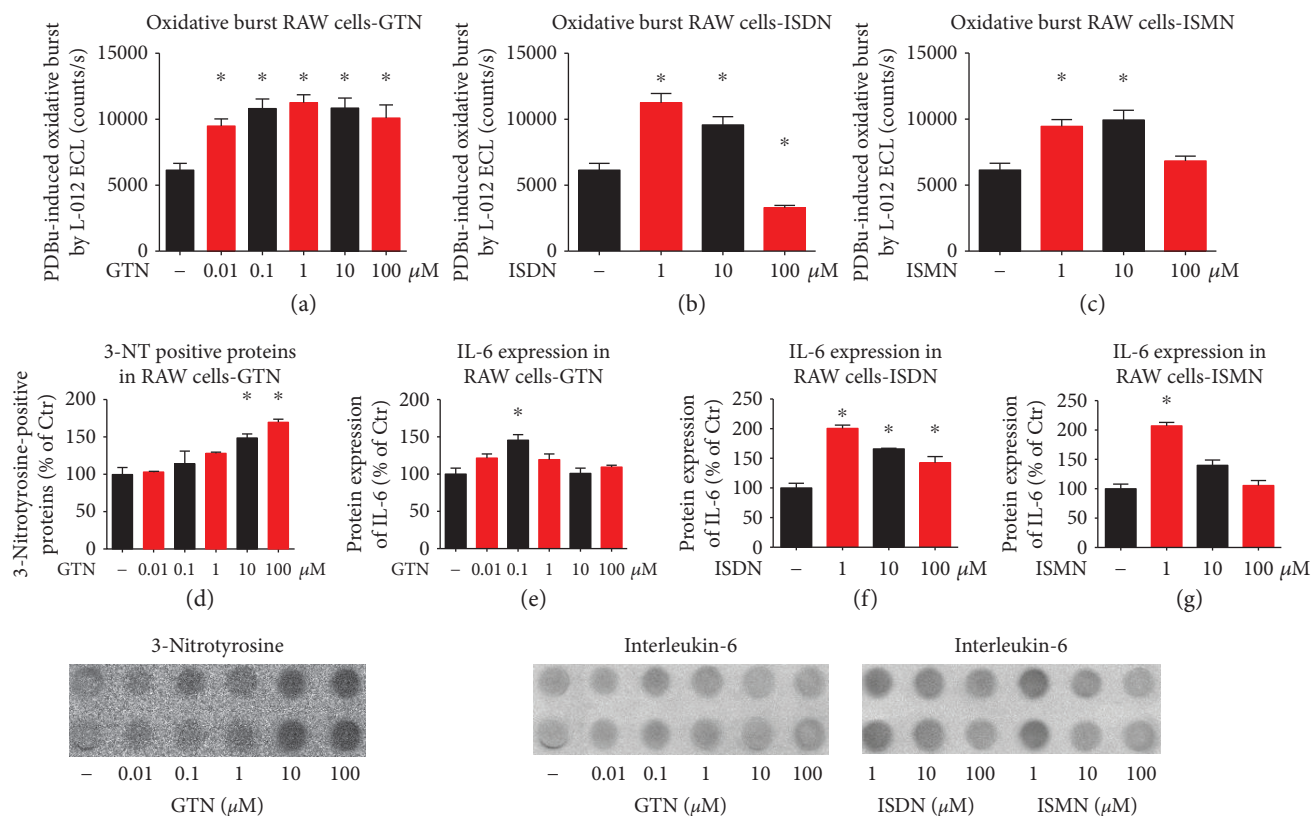 Oxidative burst RAW cells-GTN
PDBu-induced oxidative burst
by L-012 ECL (counts/s)
15000
10000
5000
0
* * * * *
GTN – 0.01 0.1 1 10 100 μM
(a)
Oxidative burst RAW cells-ISDN
PDBu-induced oxidative burst
by L-012 ECL (counts/s)
15000
10000
5000
0
* * *
ISDN – 1 10 100 μM
(b)
Oxidative burst RAW cells-ISMN
PDBu-induced oxidative burst
by L-012 ECL (counts/s)
15000
10000
5000
0
* *
ISMN – 1 10 100 μM
(c)
3-NT positive proteins
in RAW cells-GTN
3-Nitrotyrosine-positive
proteins (% of Ctr)
200
150
100
50
0
* *
GTN – 0.01 0.1 1 10 100 μM
(d)
IL-6 expression in
RAW cells-GTN
Protein expression
of IL-6 (% of Ctr)
200
150
100
50
0
*
GTN – 0.01 0.1 1 10 100 μM
(e)
IL-6 expression in
RAW cells-ISDN
Protein expression
of IL-6 (% of Ctr)
250
200
150
100
50
0
* * *
ISDN – 1 10 100 μM
(f)
IL-6 expression in
RAW cells-ISMN
Protein expression
of IL-6 (% of Ctr)
250
200
150
100
50
0
*
ISMN – 1 10 100 μM
(g)
3-Nitrotyrosine
– 0.01 0.1 1 10 100
GTN (μM)
Interleukin-6
– 0.01 0.1 1 10 100
GTN (μM)
Interleukin-6
1 10 100 1 10 100
ISDN (μM) ISMN (μM)